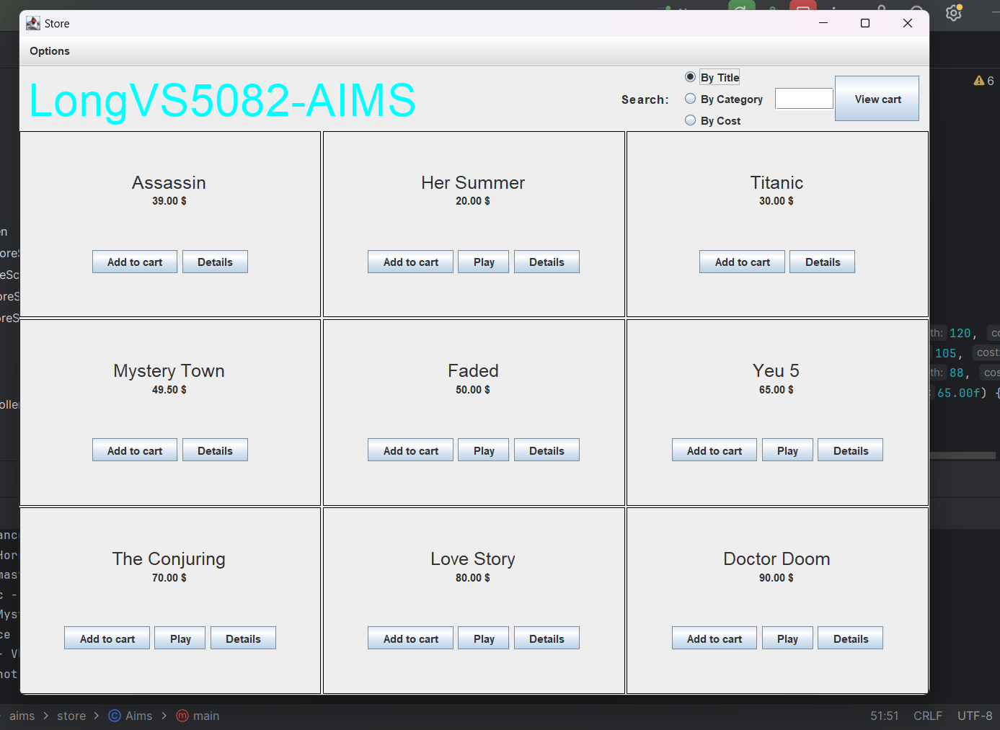 Store
Options
6
LongVS5082-AIMS
Search:
By Title
By Category
By Cost
View cart
Assassin
39.00 $
Add to cart Details
Her Summer
20.00 $
Add to cart Play Details
Titanic
30.00 $
Add to cart Details
Mystery Town
49.50 $
Add to cart Details
Faded
50.00 $
Add to cart Play Details
Yeu 5
65.00 $
Add to cart Play Details
The Conjuring
70.00 $
Add to cart Play Details
Love Story
80.00 $
Add to cart Play Details
Doctor Doom
90.00 $
Add to cart Play Details
th: 120, co
105, cost:
th: 88, cos
65.00f) {
aims > store > Aims > main
51:51 CRLF UTF-8